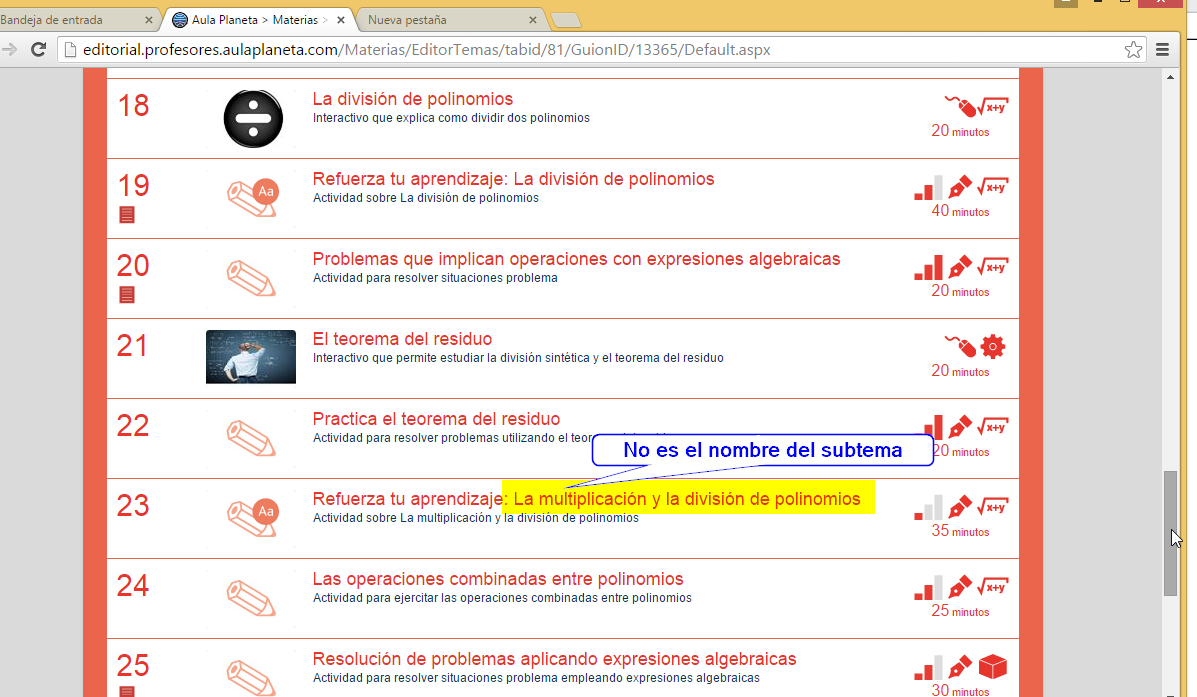 Bandeja de entrada
Aula Planeta > Materias >
Nueva pestaña
editorial.profesores.aulaplaneta.com/Materias/EditorTemas/tabid/81/GuionID/13365/Default.aspx
18
La división de polinomios
Interactivo que explica como dividir dos polinomios
√x+y
20 minutos
19
Aa
Refuerza tu aprendizaje: La división de polinomios
Actividad sobre La división de polinomios
√x+y
40 minutos
20
Problemas que implican operaciones con expresiones algebraicas
Actividad para resolver situaciones problema
√x+y
20 minutos
21
El teorema del residuo
Interactivo que permite estudiar la división sintética y el teorema del residuo
20 minutos
22
Practica el teorema del residuo
Actividad para resolver problemas utilizando el
√x+y
20 minutos
No es el nombre del subtema
23
Aa
Refuerza tu aprendizaje: La multiplicación y la división de polinomios
Actividad sobre La multiplicación y la división de polinomios
√x+y
35 minutos
24
Las operaciones combinadas entre polinomios
Actividad para ejercitar las operaciones combinadas entre polinomios
√x+y
25 minutos
25
Resolución de problemas aplicando expresiones algebraicas
Actividad para resolver situaciones problema empleando expresiones algebraicas
30 minutos